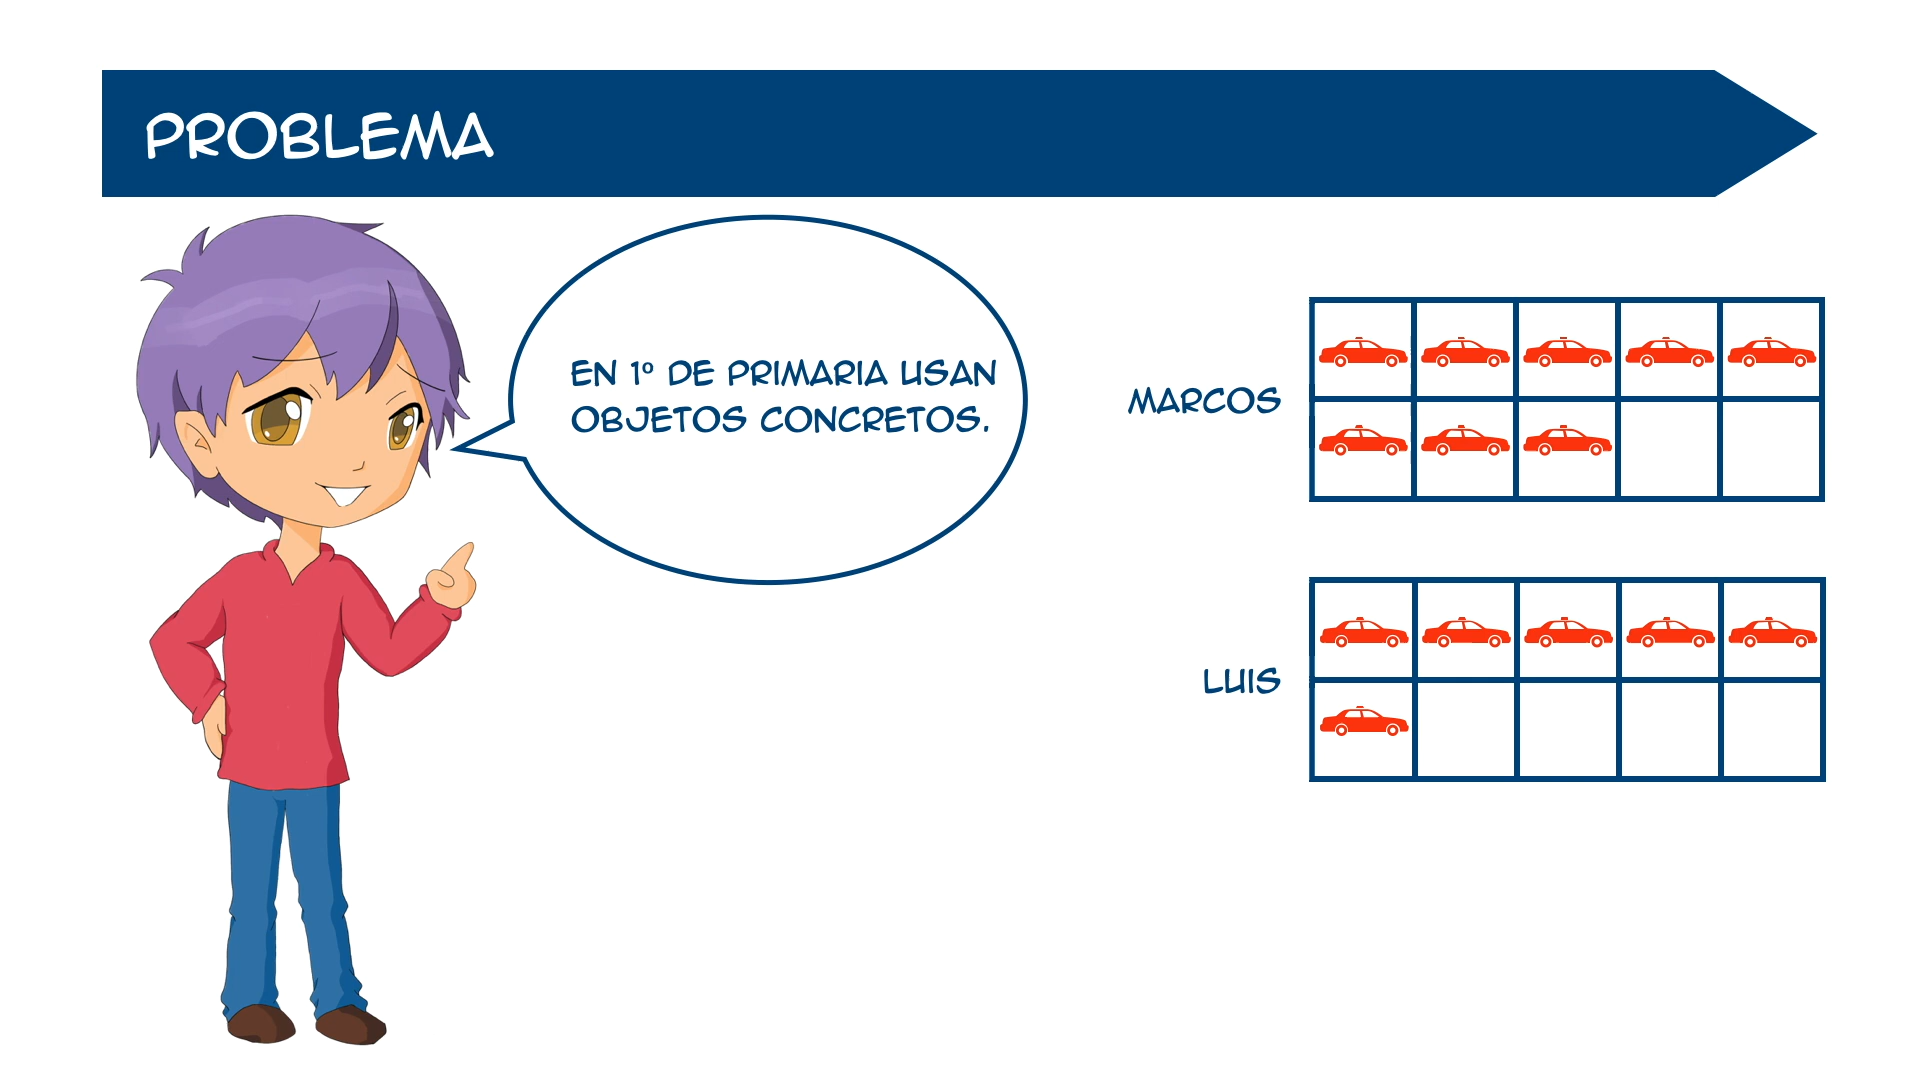 PROBLEMA
EN 1º DE PRIMARIA USAN
OBJETOS CONCRETOS.
MARCOS
LUIS